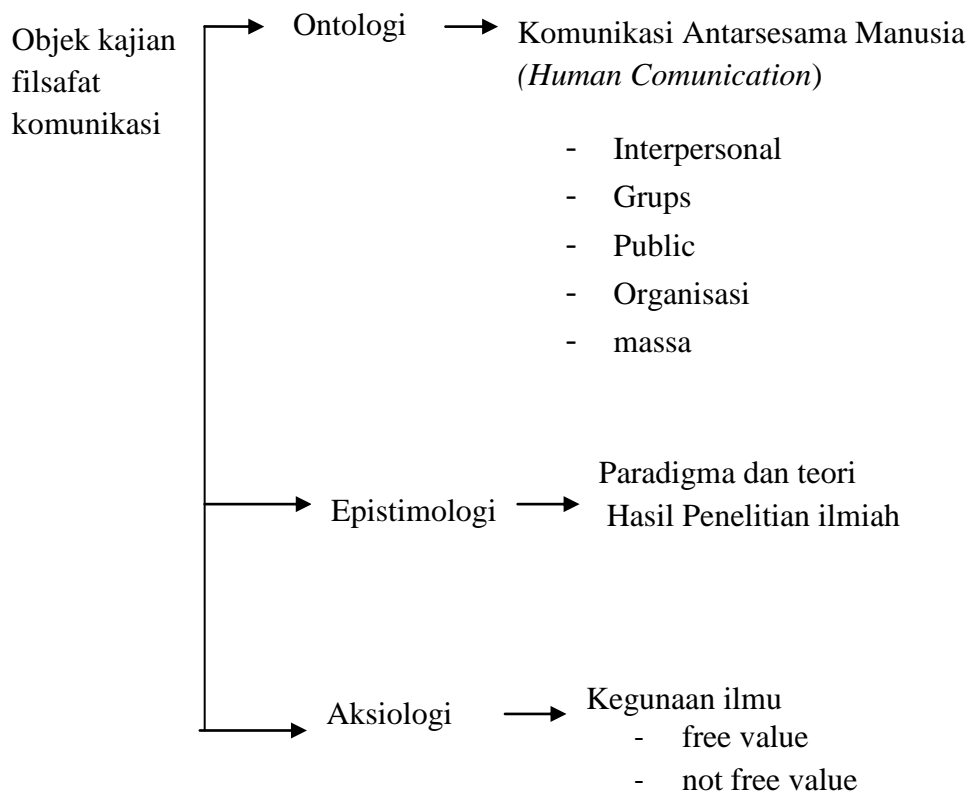 Objek kajian
filsafat
komunikasi
Ontologi
Komunikasi Antarsesama Manusia
(Human Comunication)
- Interpersonal
- Grups
- Public
- Organisasi
- massa
Epistimologi
Paradigma dan teori
Hasil Penelitian ilmiah
Aksiologi
Kegunaan ilmu
- free value
- not free value